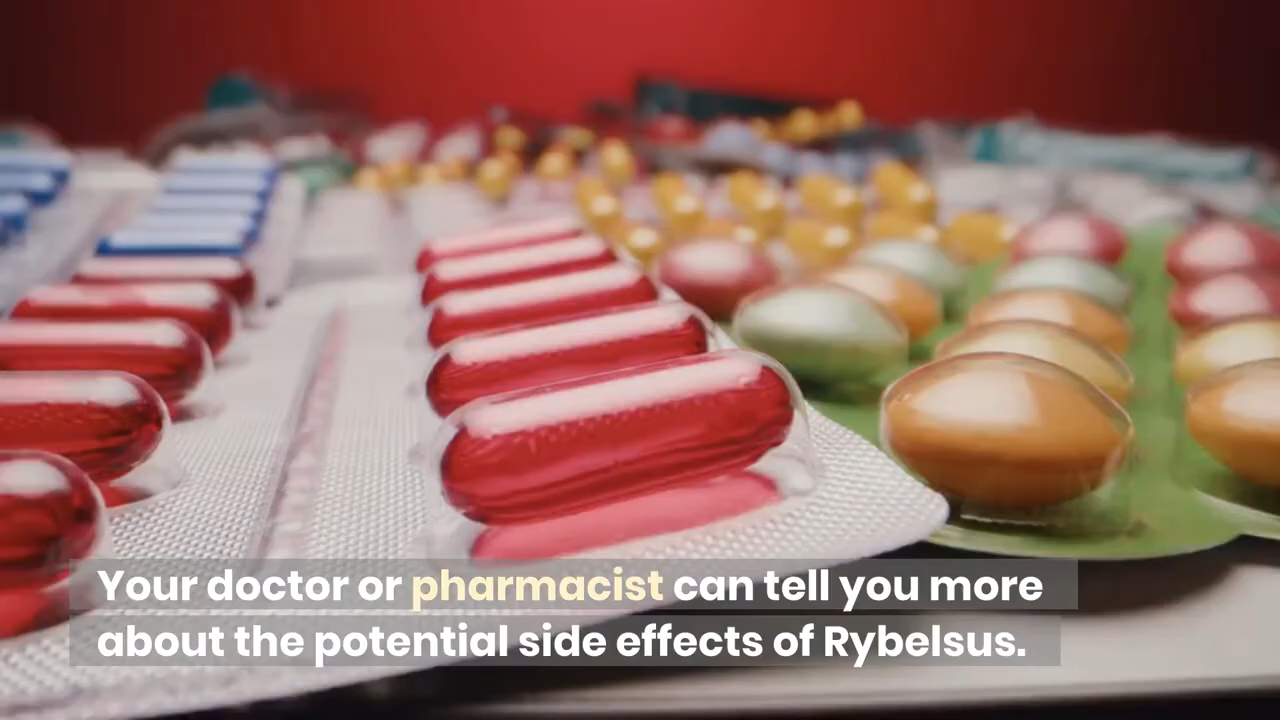 Your doctor or pharmacist can tell you more
about the potential side effects of Rybelsus.